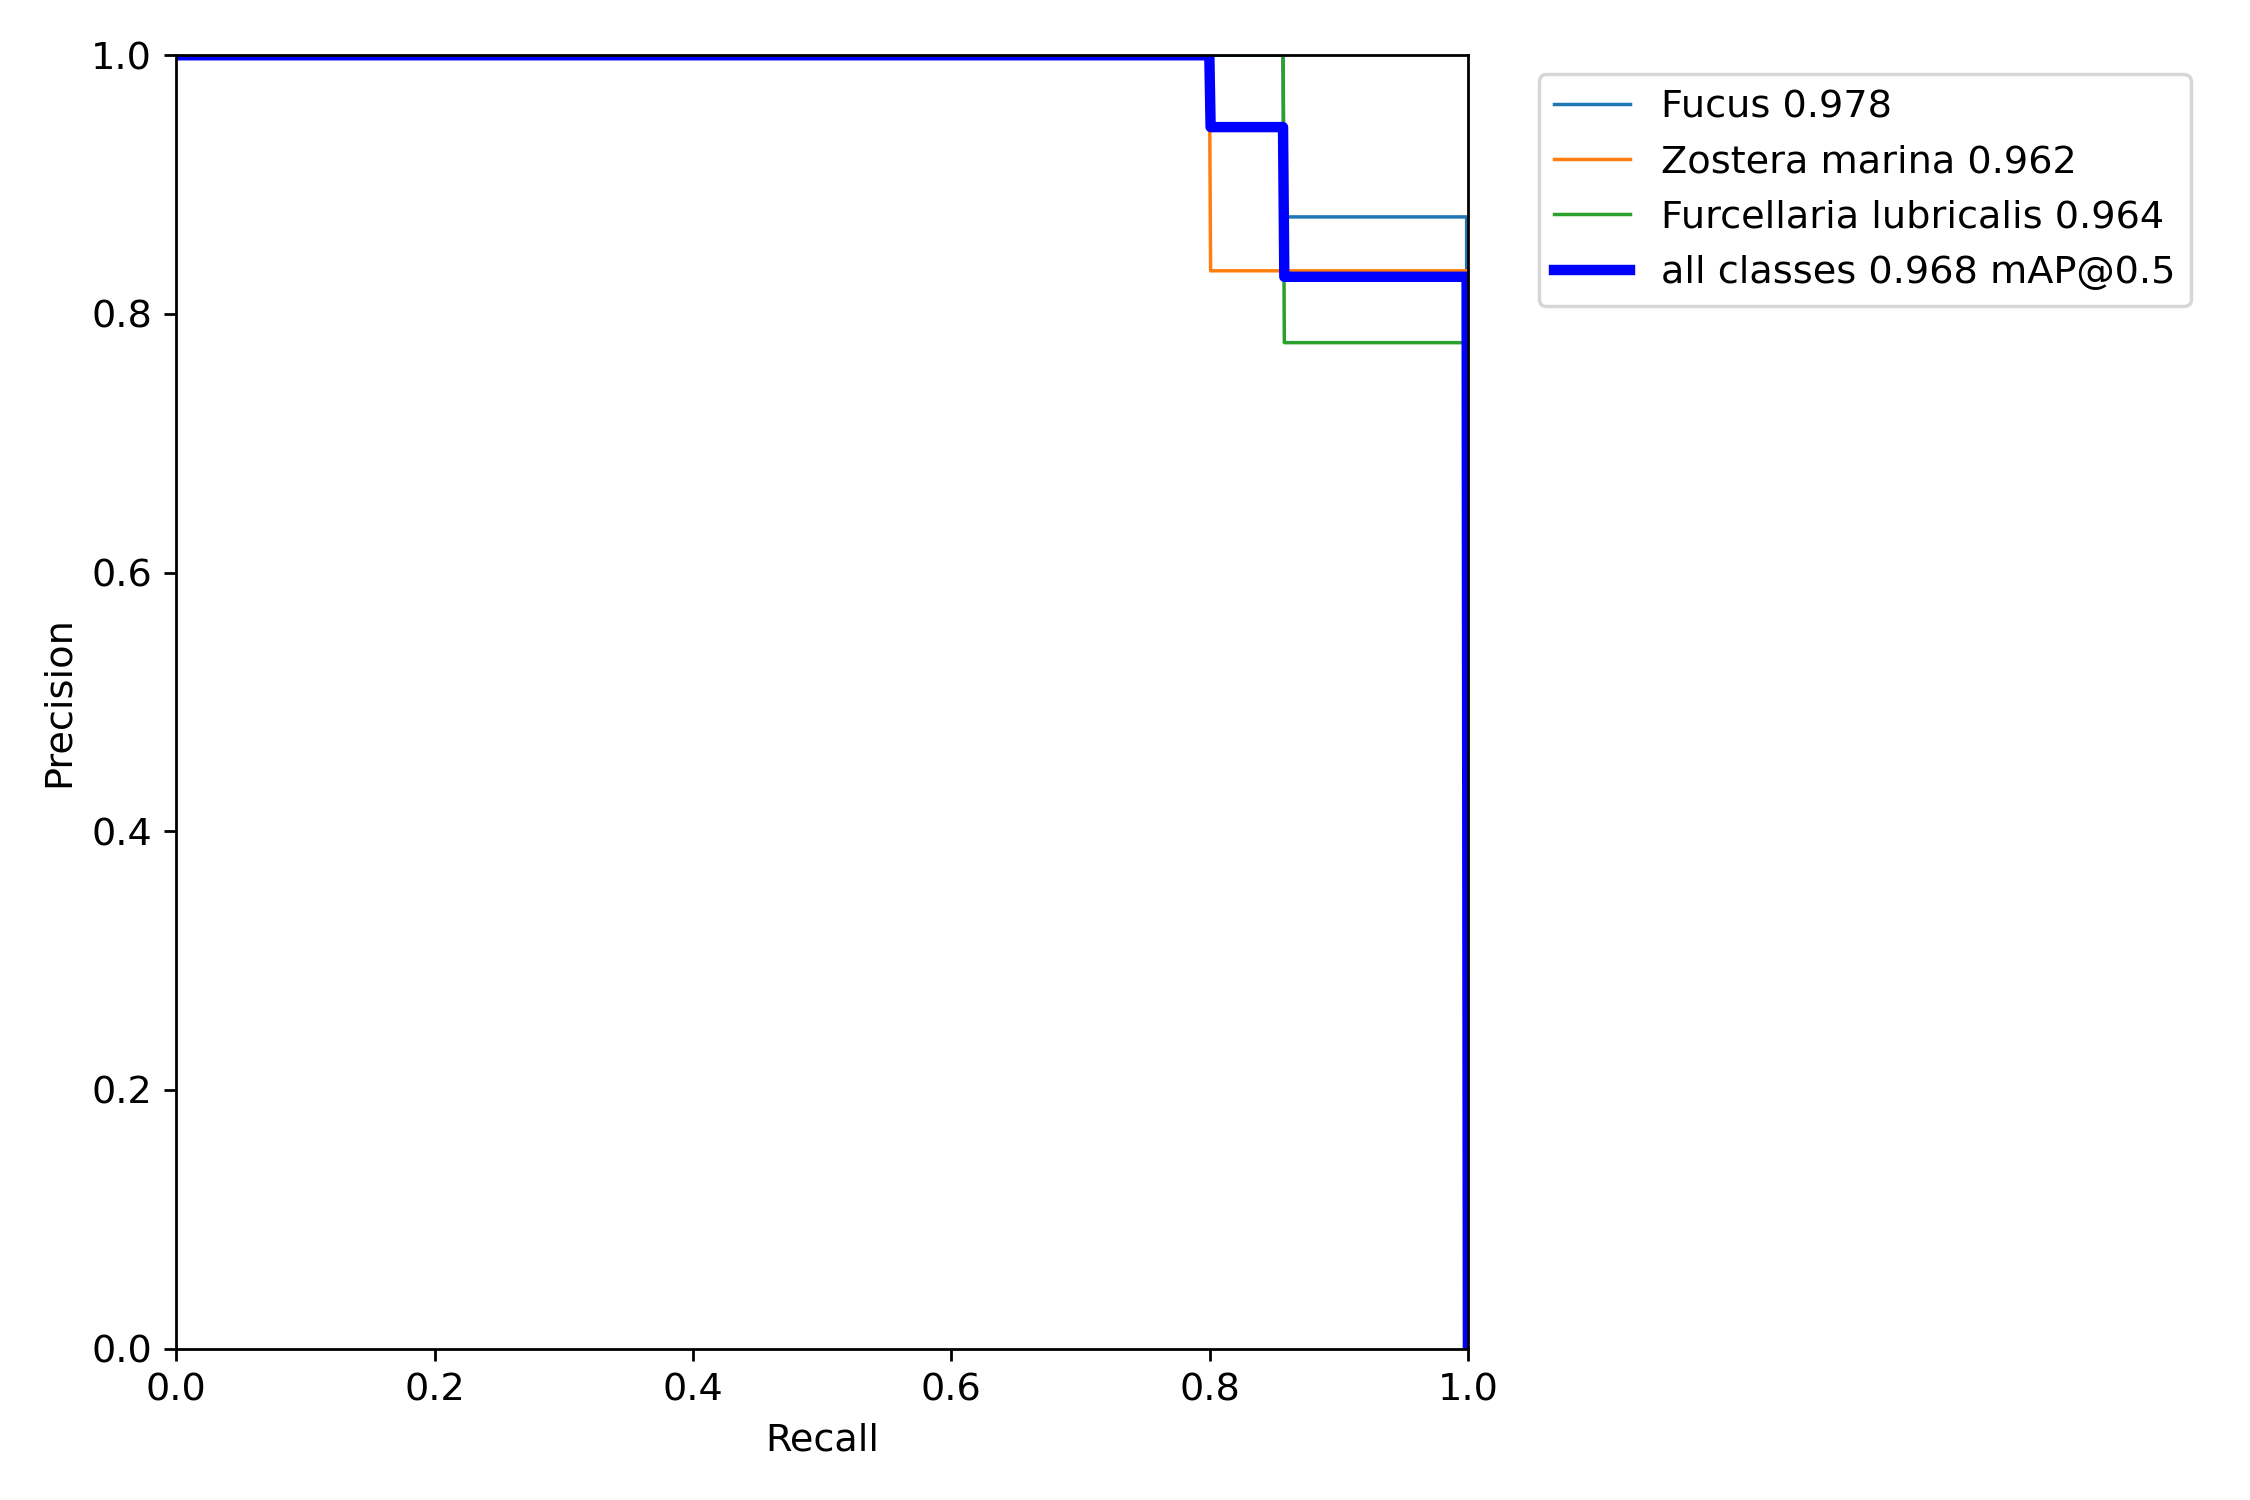 1.0
0.8
0.6
0.4
0.2
0.0
Precision
0.0 0.2 0.4 0.6 0.8 1.0
Recall
Fucus 0.978
Zostera marina 0.962
Furcellaria lubricalis 0.964
all classes 0.968 mAP@0.5